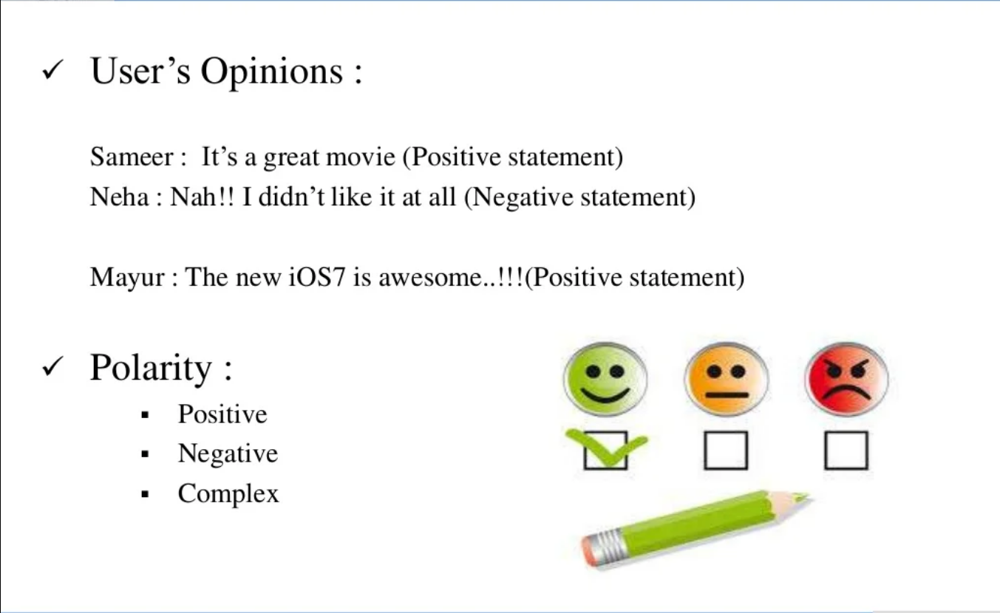 User’s Opinions :
Sameer : It’s a great movie (Positive statement)
Neha : Nah!! I didn’t like it at all (Negative statement)
Mayur : The new iOS7 is awesome..!!!(Positive statement)
Polarity :
Positive
Negative
Complex